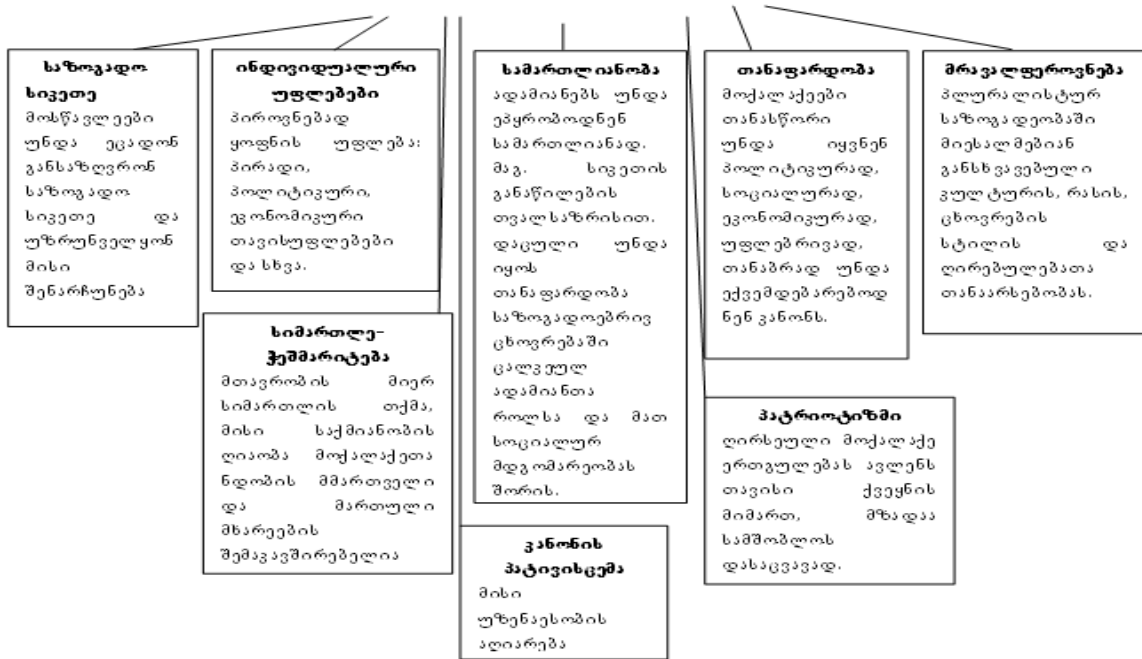 საზოგადო
სიკეთე
მოსწავლეები
უნდა ეცადონ
განსაზღვრონ
საზოგადო
სიკეთე და
უზრუნველყონ
მისი
შენარჩუნება
ინდივიდუალური
უფლებები
პიროვნებად
ყოფნის უფლება:
პირადი,
პოლიტიკური,
ეკონომიკური
თავისუფლებები
და სხვა.
სამართლიანობა
ადამიანებს უნდა
ეპყრობოდნენ
სამართლიანად.
მაგ. სიკეთის
განაწილების
თვალსაზრისით.
დაცული უნდა
იყოს
თანაფარდობა
საზოგადოებრივ
ცხოვრებაში
ცალკეულ
ადამიანთა
როლსა და მათ
სოციალურ
მდგომარეობას
შორის.
თანაფარდობა
მოქალაქეები
თანასწორი
უნდა იყვნენ
პოლიტიკურად,
სოციალურად,
ეკონომიკურად,
უფლებრივად,
თანაბრად უნდა
ექვემდებარებოდ
ნენ კანონს.
მრავალფეროვნება
პლურალისტურ
საზოგადეობაში
მიესალმებიან
განსხვავებული
კულტურის, რასის,
ცხოვრების
სტილის და
ღირებულებათა
თანაარსებობას.
სიმართლე-
ჭეშმარიტება
მთავრობის მიერ
სიმართლის თქმა,
მისი საქმიანობის
ღიაობა მოქალაქეთა
ნდობის მმართველი
და მართული
მხარეების
შემაკავშირებელია
კანონის
პატივისცემა
მისი
უზენაესობის
აღიარება
პატრიოტიზმი
ღირსეული მოქალაქე
ერთგულებას ავლენს
თავისი ქვეყნის
მიმართ, მზადაა
სამშობლოს
დასაცვავად.